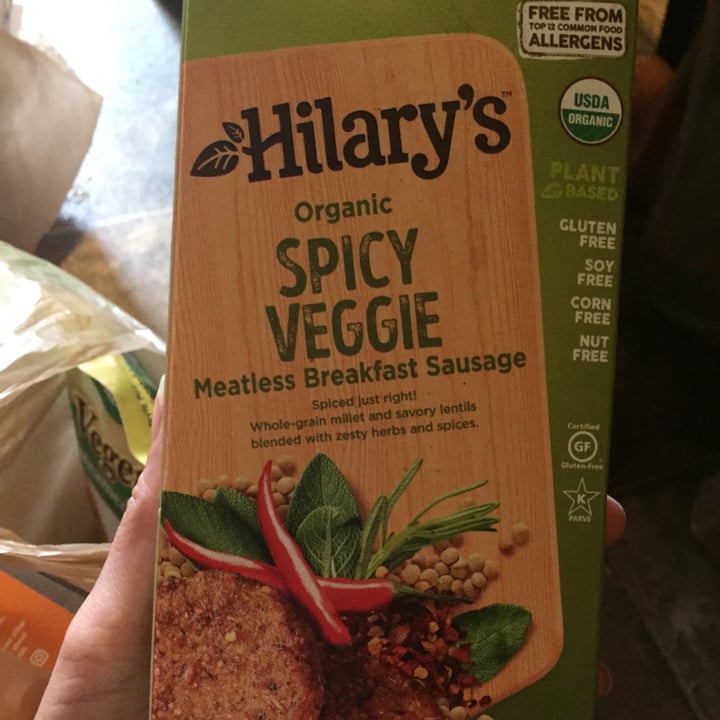 FREE FROM
TOP 12 COMMON FOOD
ALLERGENS
Hilary's™
USDA
ORGANIC
Organic
SPICY
VEGGIE
Meatless Breakfast Sausage
Spiced just right!
Whole-grain millet and savory lentils
blended with zesty herbs and spices.
PLANT
BASED
GLUTEN
FREE
SOY
FREE
CORN
FREE
NUT
FREE
Certified
GF
Gluten-Free
K
PARVE
Vege